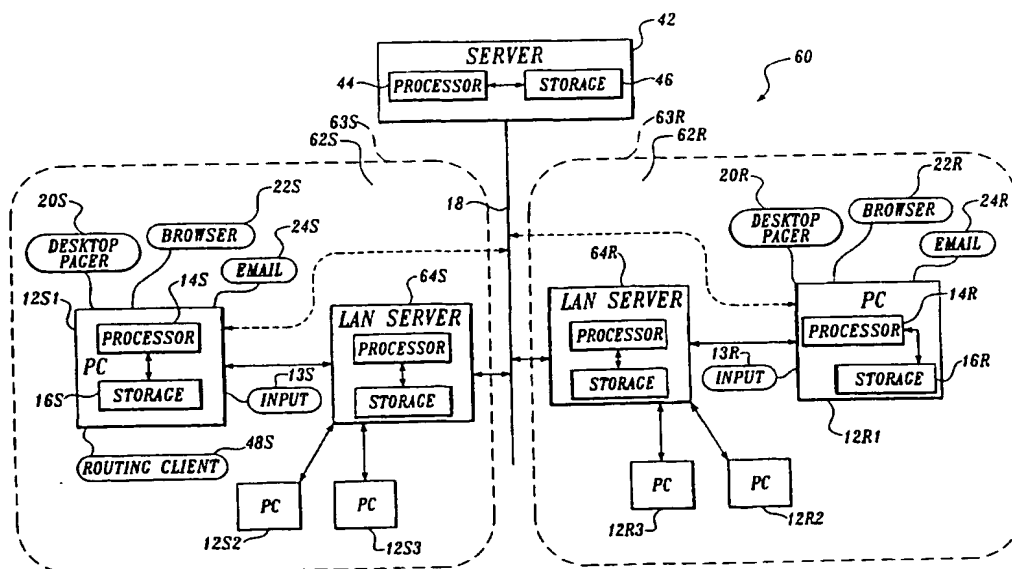 42
SERVER
60
44
PROCESSOR
STORAGE
46
63S
63R
62S
62R
20S
22S
18
20R
22R
DESKTOP
PAGER
BROWSER
24S
DESKTOP
PAGER
BROWSER
24R
EMAIL
EMAIL
14S
64S
64R
12S1
PC
14R
PROCESSOR
LAN SERVER
LAN SERVER
PROCESSOR
PC
PROCESSOR
PROCESSOR
13S
13R
16S
STORAGE
INPUT
STORAGE
STORAGE
INPUT
STORAGE
16R
48S
12R1
ROUTING CLIENT
PC
PC
PC
PC
12S2
12S3
12R3
12R2